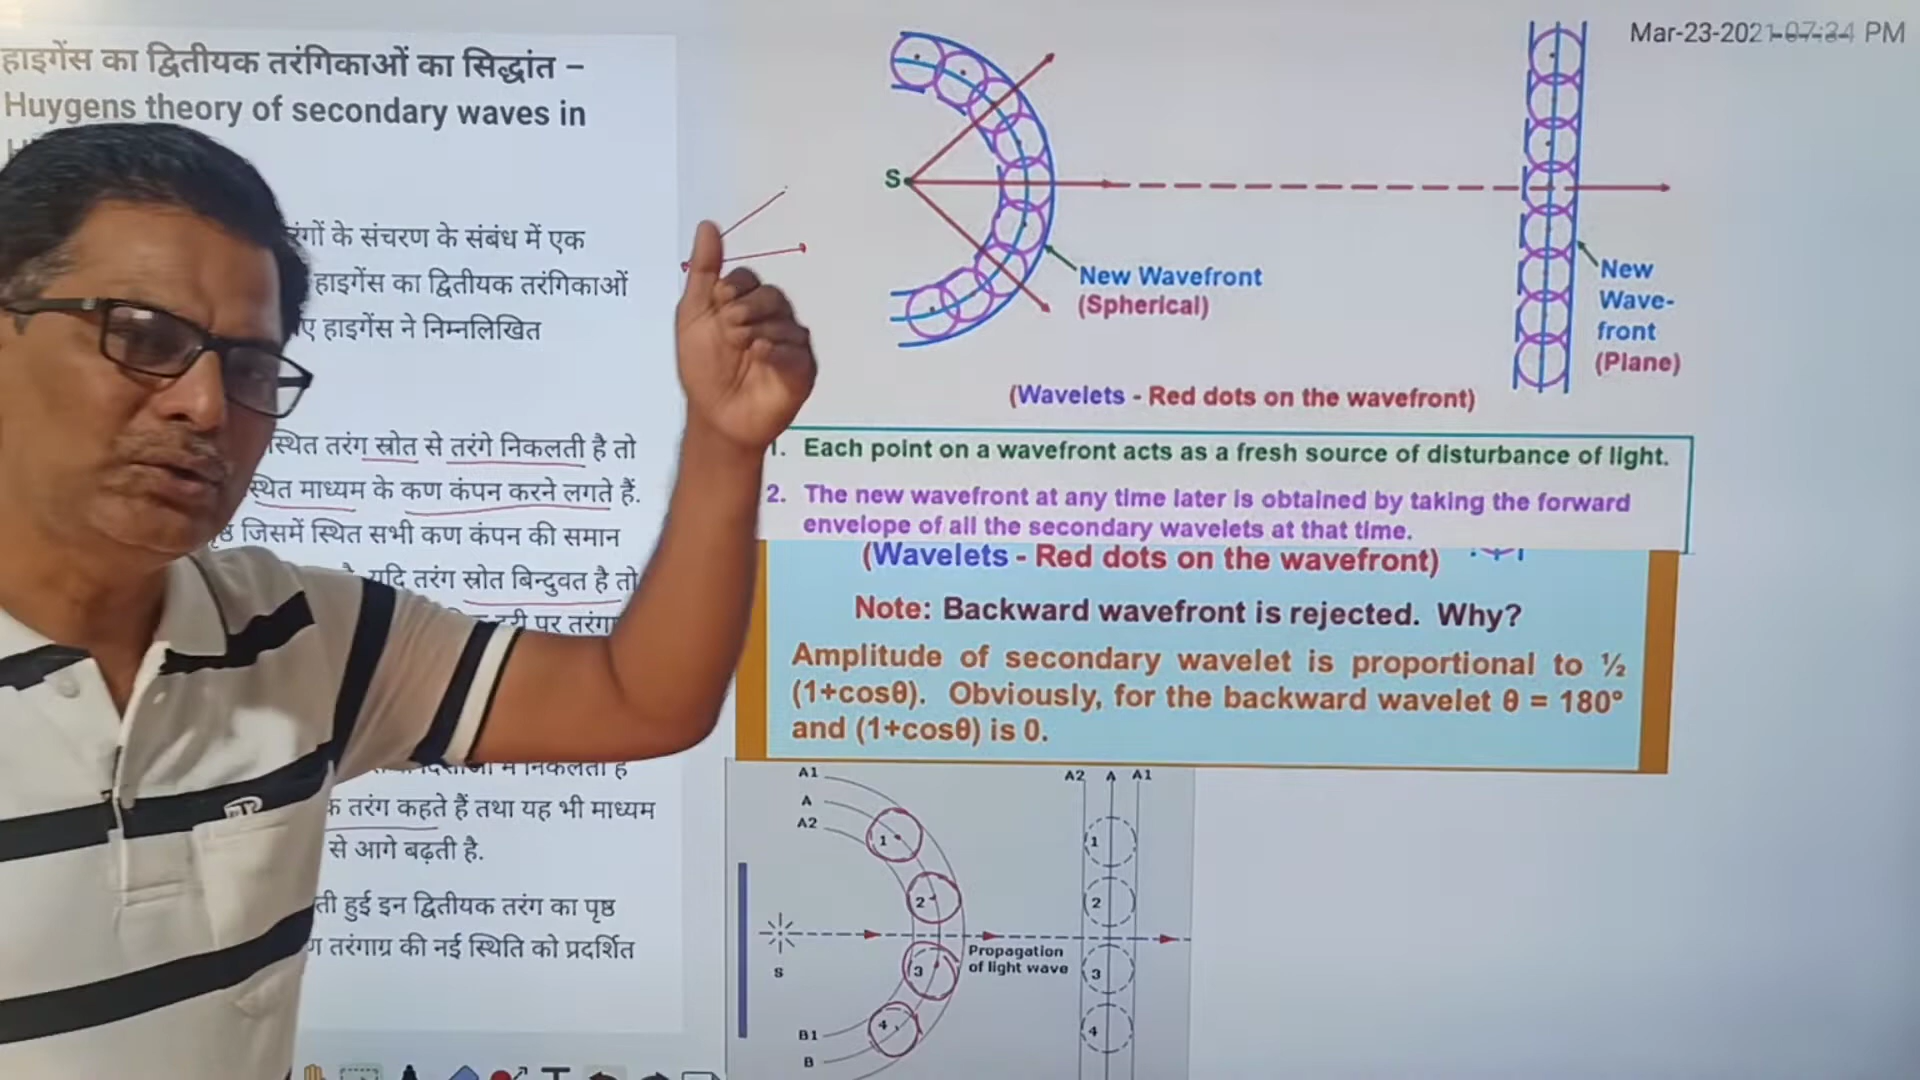 हाइगेंस का द्वितीयक तरंगिकाओं का सिद्धांत –
Huygens theory of secondary waves in
के संचरण के संबंध में एक
हाइगेंस का द्वितीयक तरंगिकाओं
हाइगेंस ने निम्नलिखित
स्थित तरंग स्रोत से तरंगे निकलती है तो
माध्यम के कण कंपन करने लगते हैं.
जिसमें स्थित सभी कण कंपन की समान
यदि तरंग स्रोत बिन्दुवत है तो
पर
तरंग कहते हैं तथा यह भी माध्यम
से आगे बढ़ती है.
हुई इन द्वितीयक तरंग का पृष्ठ
तरंगाग्र की नई स्थिति को प्रदर्शित
Mar-23-2021-07:34 PM
S
New Wavefront
(Spherical)
New
Wave-
front
(Plane)
(Wavelets - Red dots on the wavefront)
1. Each point on a wavefront acts as a fresh source of disturbance of light.
2. The new wavefront at any time later is obtained by taking the forward
envelope of all the secondary wavelets at that time.
(Wavelets - Red dots on the wavefront)
Note: Backward wavefront is rejected. Why?
Amplitude of secondary wavelet is proportional to ½
(1+cosθ). Obviously, for the backward wavelet θ = 180°
and (1+cosθ) is 0.
A1
A
A2
1
2
3
4
S
B1
B
Propagation
of light wave
A2 A A1
1
2
3
4